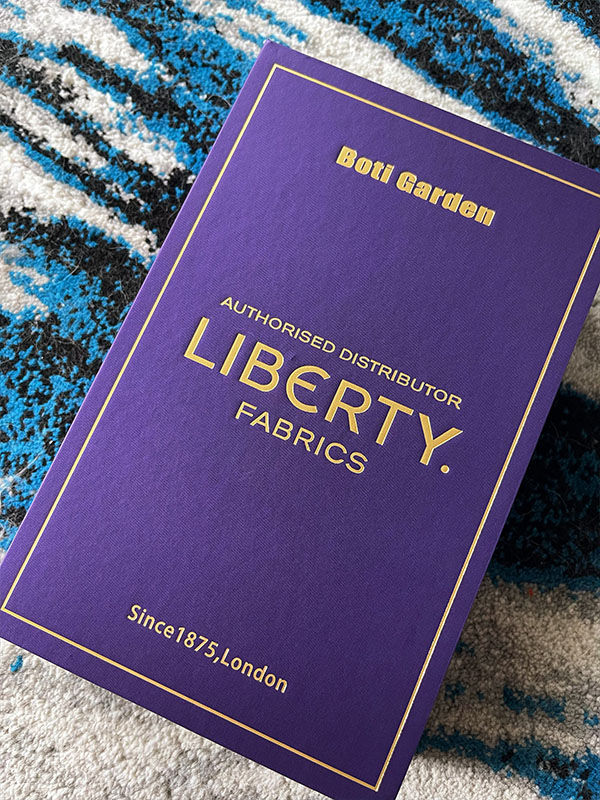 Boti Garden
AUTHORISED DISTRIBUTOR
LIBERTY.
FABRICS
Since1875,London